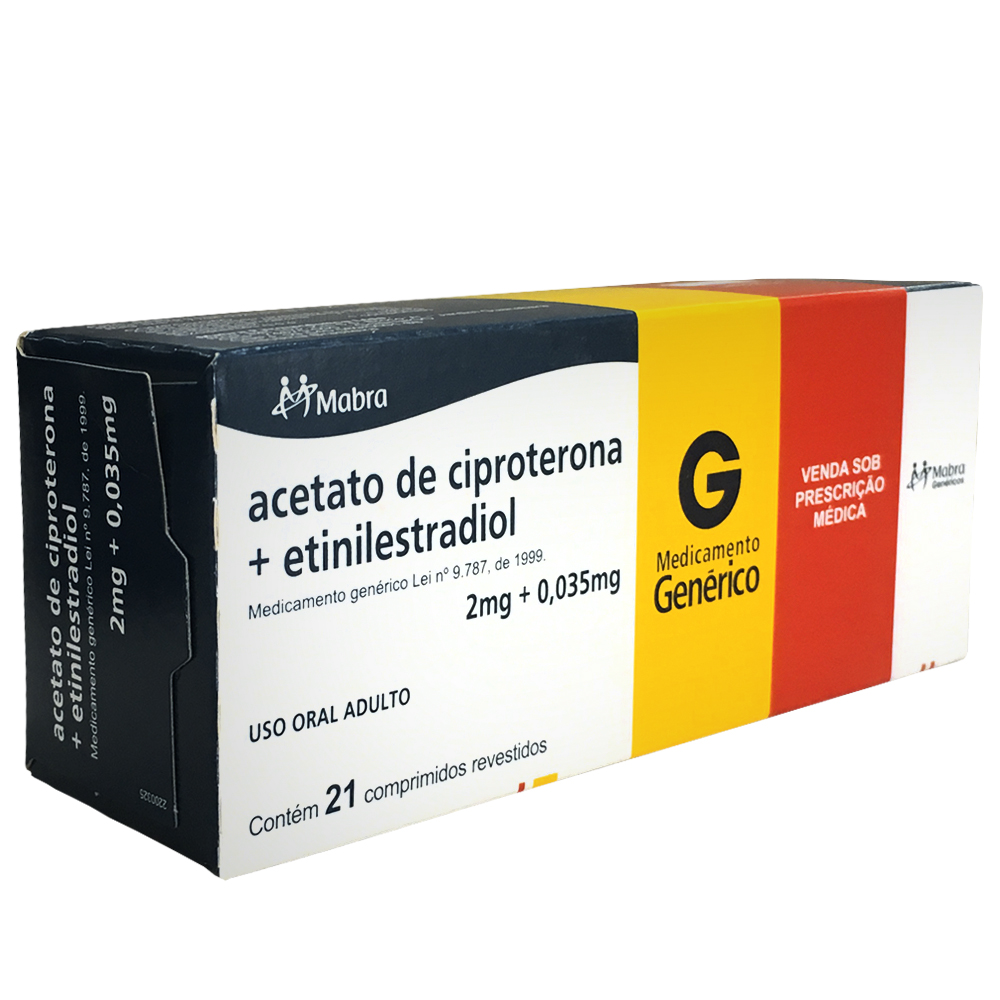 Mabra
acetato de ciproterona
+ etinilestradiol
Medicamento genérico Lei nº 9.787, de 1999.
2mg + 0,035mg
USO ORAL ADULTO
Contém 21 comprimidos revestidos
G
Medicamento
Genérico
VENDA SOB
PRESCRIÇÃO
MÉDICA
Mabra
Genéricos
acetato de ciproterona
+ etinilestradiol
Medicamento genérico Lei nº 9.787, de 1999.
2mg + 0,035mg
2200325